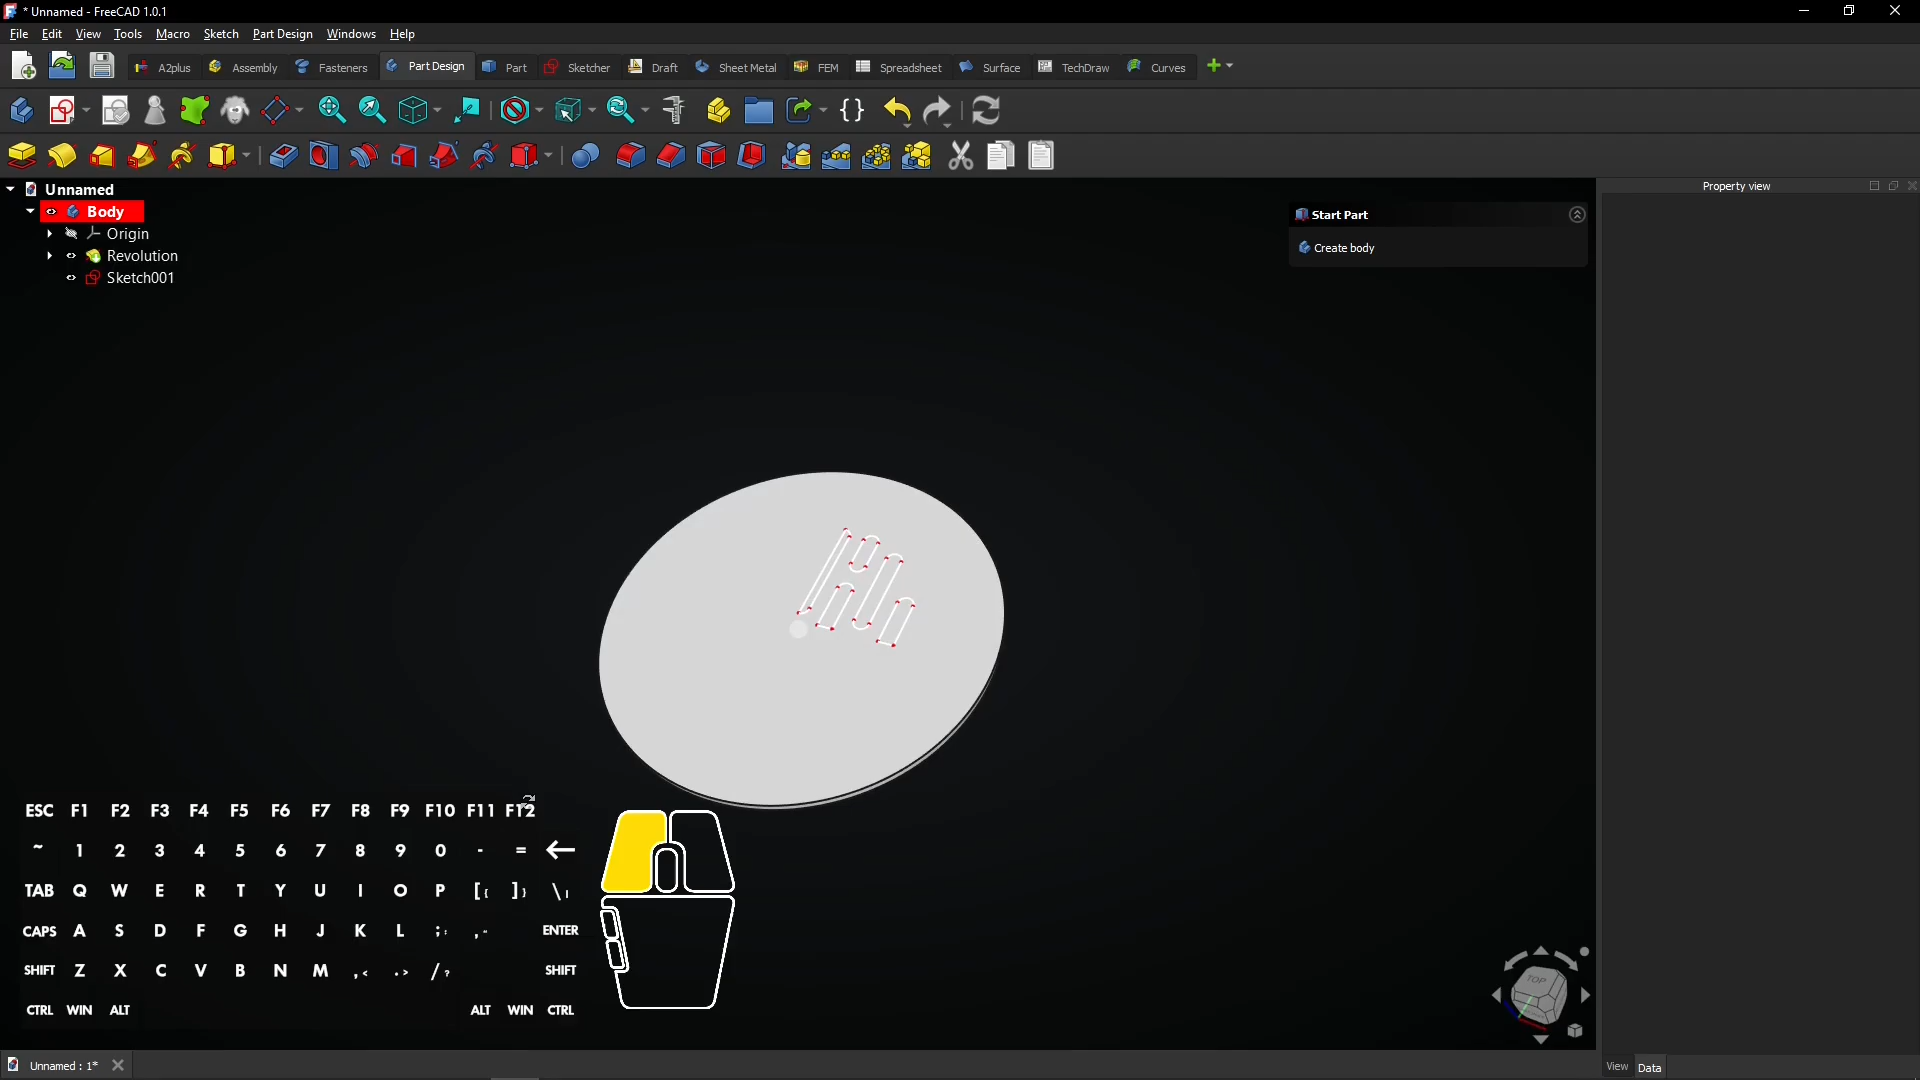 * Unnamed - FreeCAD 1.0.1
File Edit View Tools Macro Sketch Part Design Windows Help
A2plus Assembly Fasteners Part Design Part Sketcher Draft Sheet Metal FEM Spreadsheet Surface TechDraw Curves
Unnamed
Body
Origin
Revolution
Sketch001
Start Part
Create body
Property view
ESC F1 F2 F3 F4 F5 F6 F7 F8 F9 F10 F11 F12
~ 1 2 3 4 5 6 7 8 9 0 - =
TAB Q W E R T Y U I O P [{ ]} \|
CAPS A S D F G H J K L ;: ,“ ENTER
SHIFT Z X C V B N M ,< .> /? SHIFT
CTRL WIN ALT ALT WIN CTRL
TOP
Unnamed : 1*
View Data